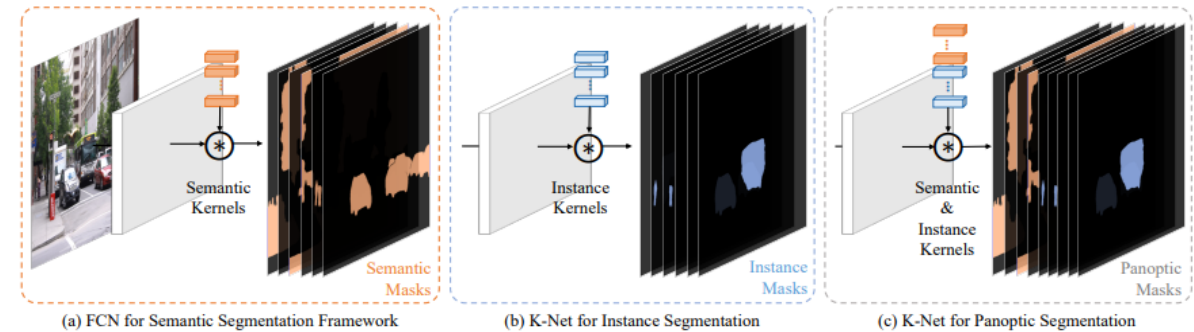 Semantic
Kernels
Semantic
Masks
(a) FCN for Semantic Segmentation Framework
Instance
Kernels
Instance
Masks
(b) K-Net for Instance Segmentation
Semantic
&
Instance
Kernels
Panoptic
Masks
(c) K-Net for Panoptic Segmentation